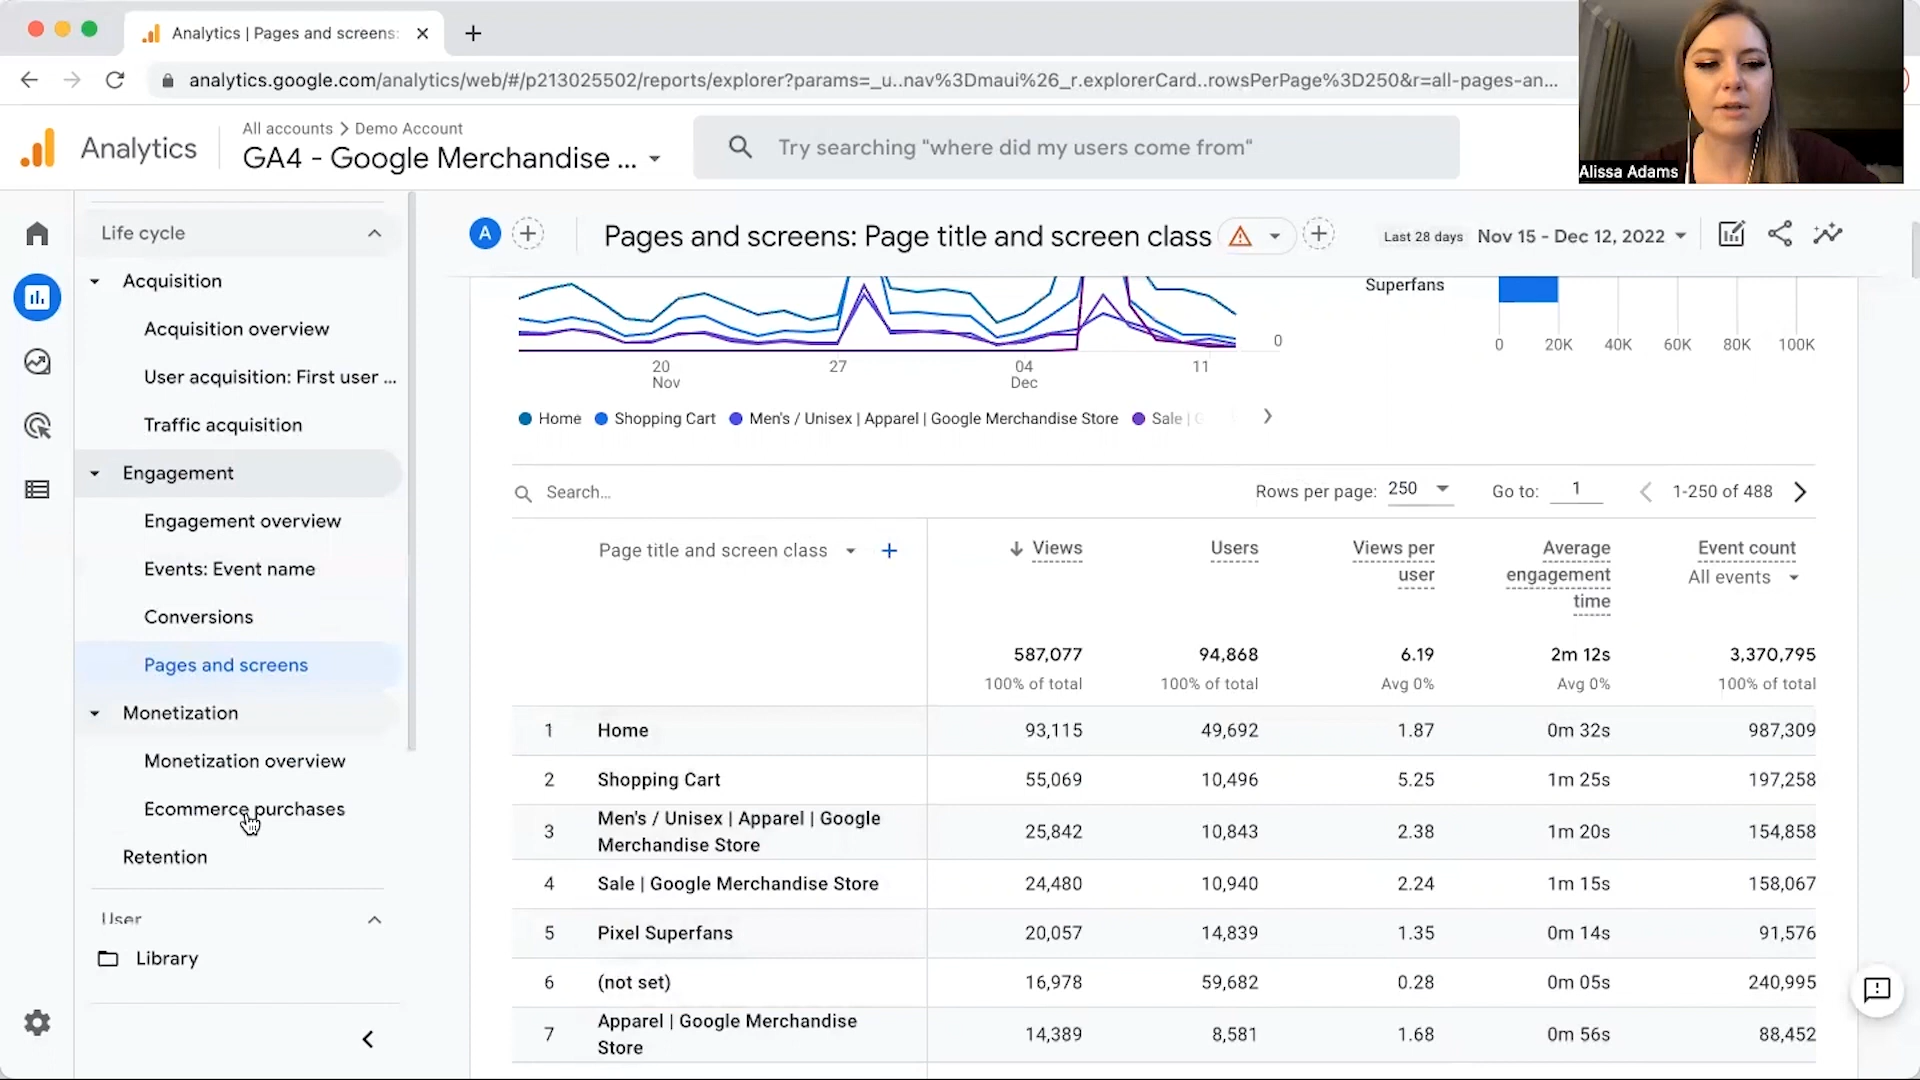 Analytics | Pages and screens:
analytics.google.com/analytics/web/#/p213025502/reports/explorer?params=_u..nav%3Dmaui%26_r.explorerCard..rowsPerPage%3D250&r=all-pages-an...
Alissa Adams
Analytics
All accounts > Demo Account
GA4 - Google Merchandise ...
Try searching "where did my users come from"
Life cycle
Acquisition
Acquisition overview
User acquisition: First user ...
Traffic acquisition
Engagement
Engagement overview
Events: Event name
Conversions
Pages and screens
Monetization
Monetization overview
Ecommerce purchases
Retention
User
Library
A
Pages and screens: Page title and screen class
Last 28 days Nov 15 - Dec 12, 2022
0
20
Nov
27
04
Dec
11
Superfans
0 20K 40K 60K 80K 100K
Home Shopping Cart Men's / Unisex | Apparel | Google Merchandise Store Sale |
Search...
Rows per page: 250 Go to: 1 1-250 of 488
Page title and screen class
Views
Users
Views per
user
Average
engagement
time
Event count
All events
587,077 94,868 6.19 2m 12s 3,370,795
100% of total 100% of total Avg 0% Avg 0% 100% of total
1 Home 93,115 49,692 1.87 0m 32s 987,309
2 Shopping Cart 55,069 10,496 5.25 1m 25s 197,258
3 Men's / Unisex | Apparel | Google
Merchandise Store 25,842 10,843 2.38 1m 20s 154,858
4 Sale | Google Merchandise Store 24,480 10,940 2.24 1m 15s 158,067
5 Pixel Superfans 20,057 14,839 1.35 0m 14s 91,576
6 (not set) 16,978 59,682 0.28 0m 05s 240,995
7 Apparel | Google Merchandise
Store 14,389 8,581 1.68 0m 56s 88,452